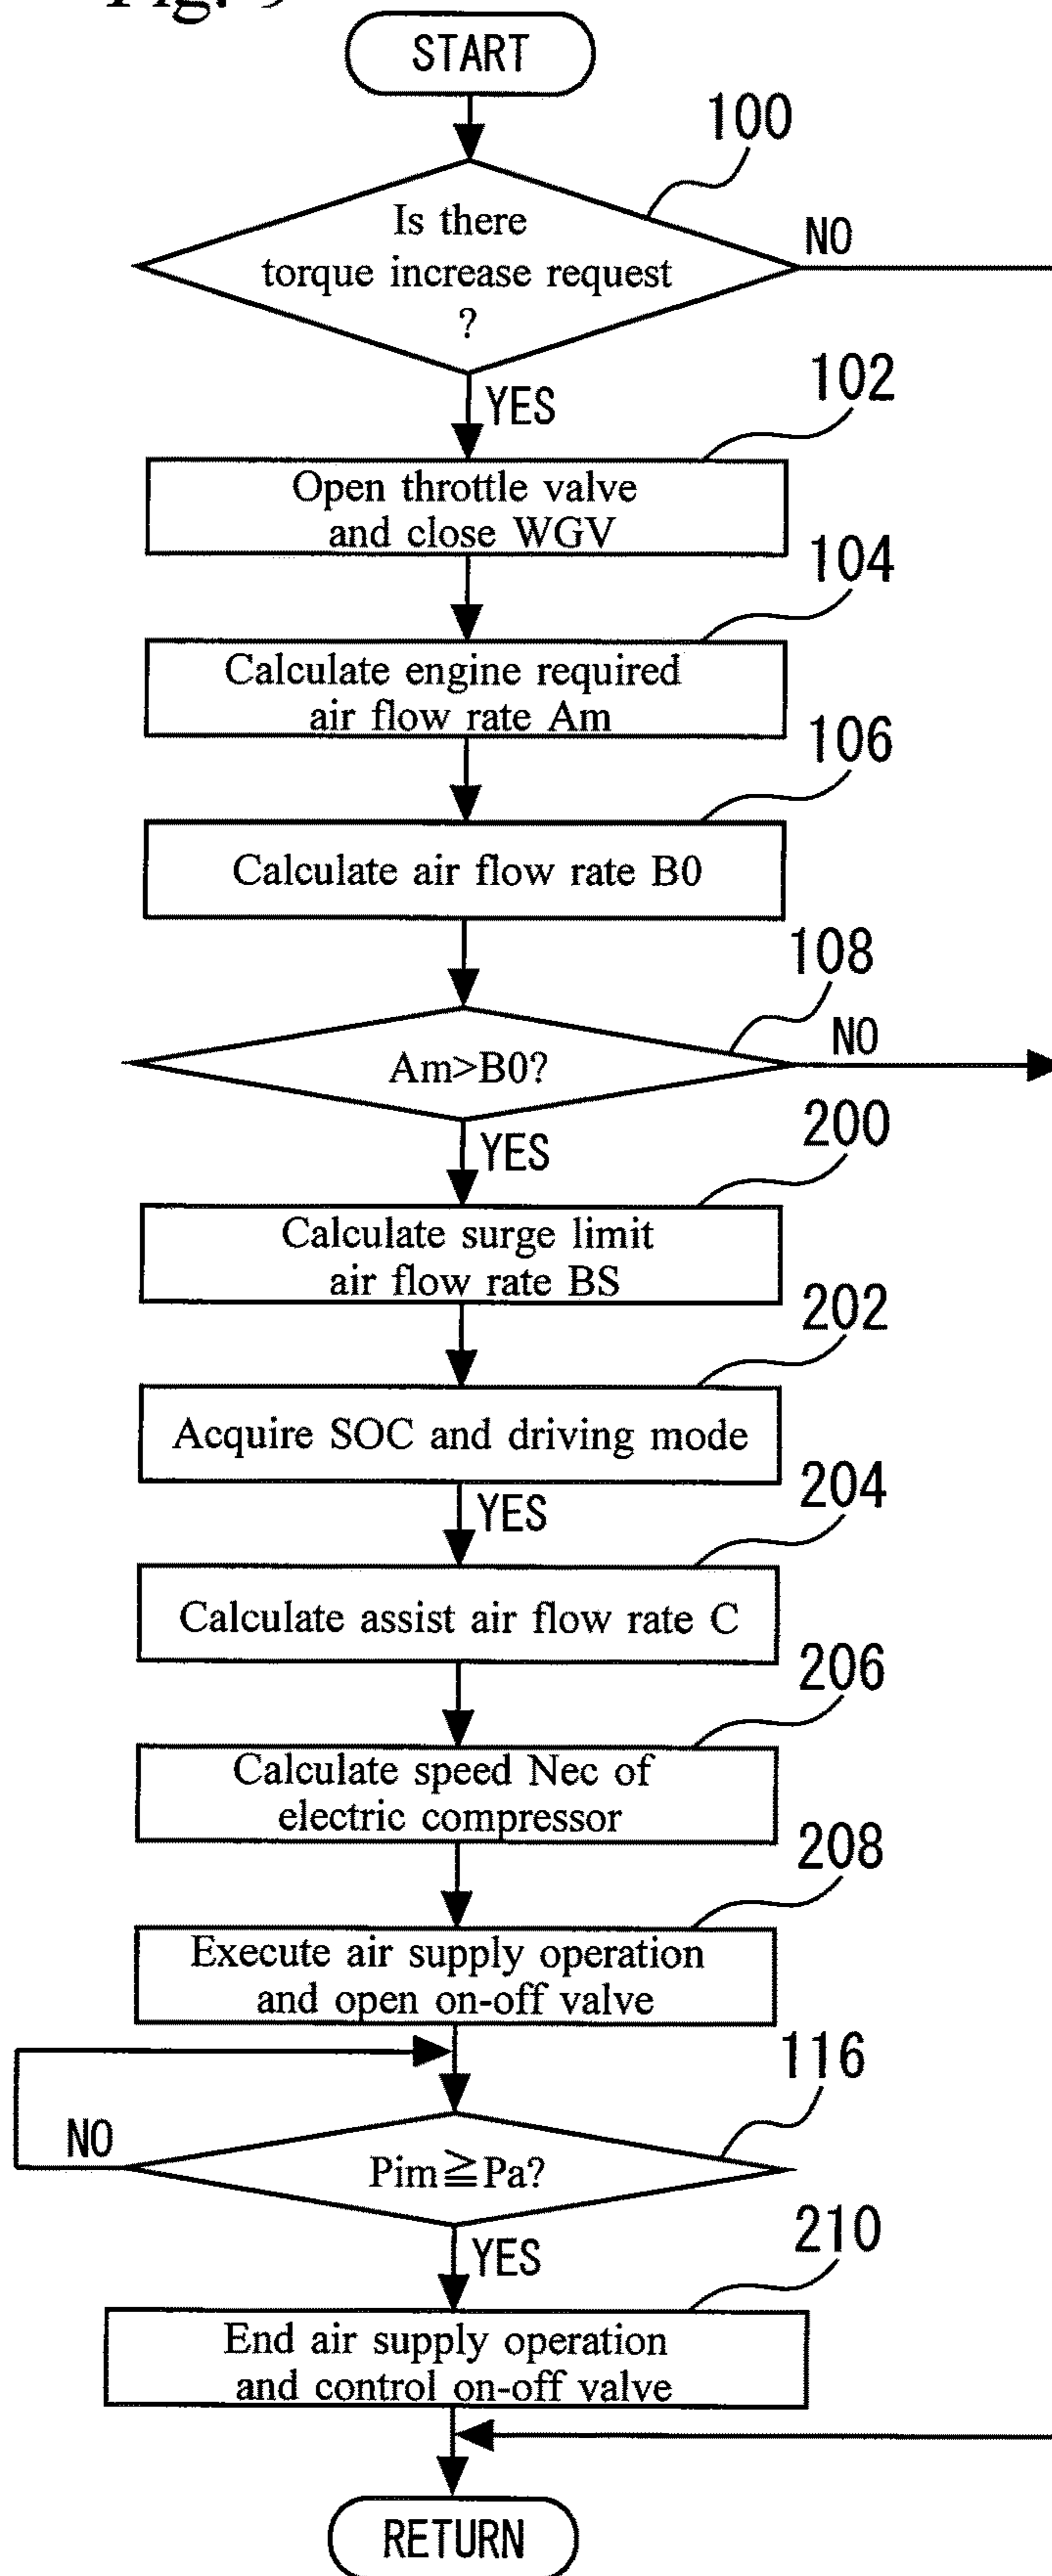 Fig. 9
START
100
Is there
torque increase request
?
NO
YES
102
Open throttle valve
and close WGV
104
Calculate engine required
air flow rate Am
106
Calculate air flow rate B0
108
Am>B0?
NO
YES
200
Calculate surge limit
air flow rate BS
202
Acquire SOC and driving mode
YES
204
Calculate assist air flow rate C
206
Calculate speed Nec of
electric compressor
208
Execute air supply operation
and open on-off valve
116
NO
Pim≧Pa?
YES
210
End air supply operation
and control on-off valve
RETURN